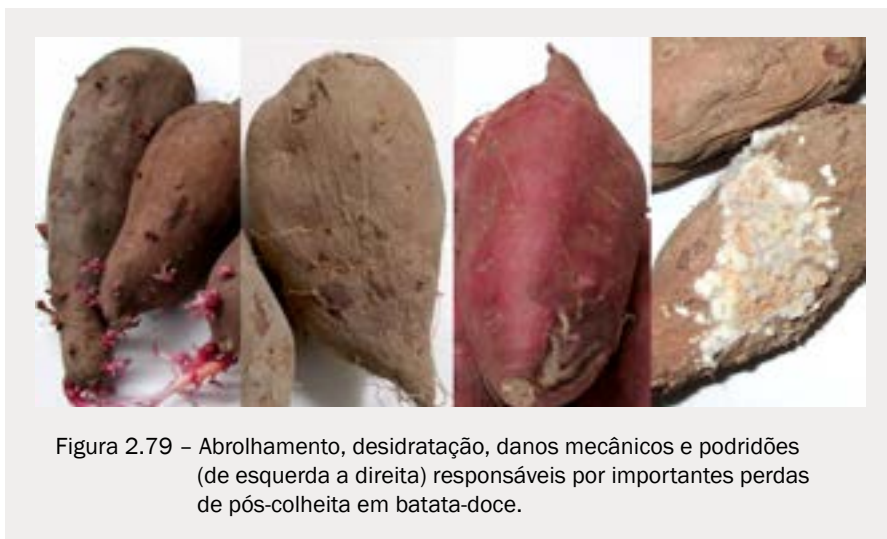 Figura 2.79 – Abrolhamento, desidratação, danos mecânicos e podridões
(de esquerda a direita) responsáveis por importantes perdas
de pós-colheita em batata-doce.